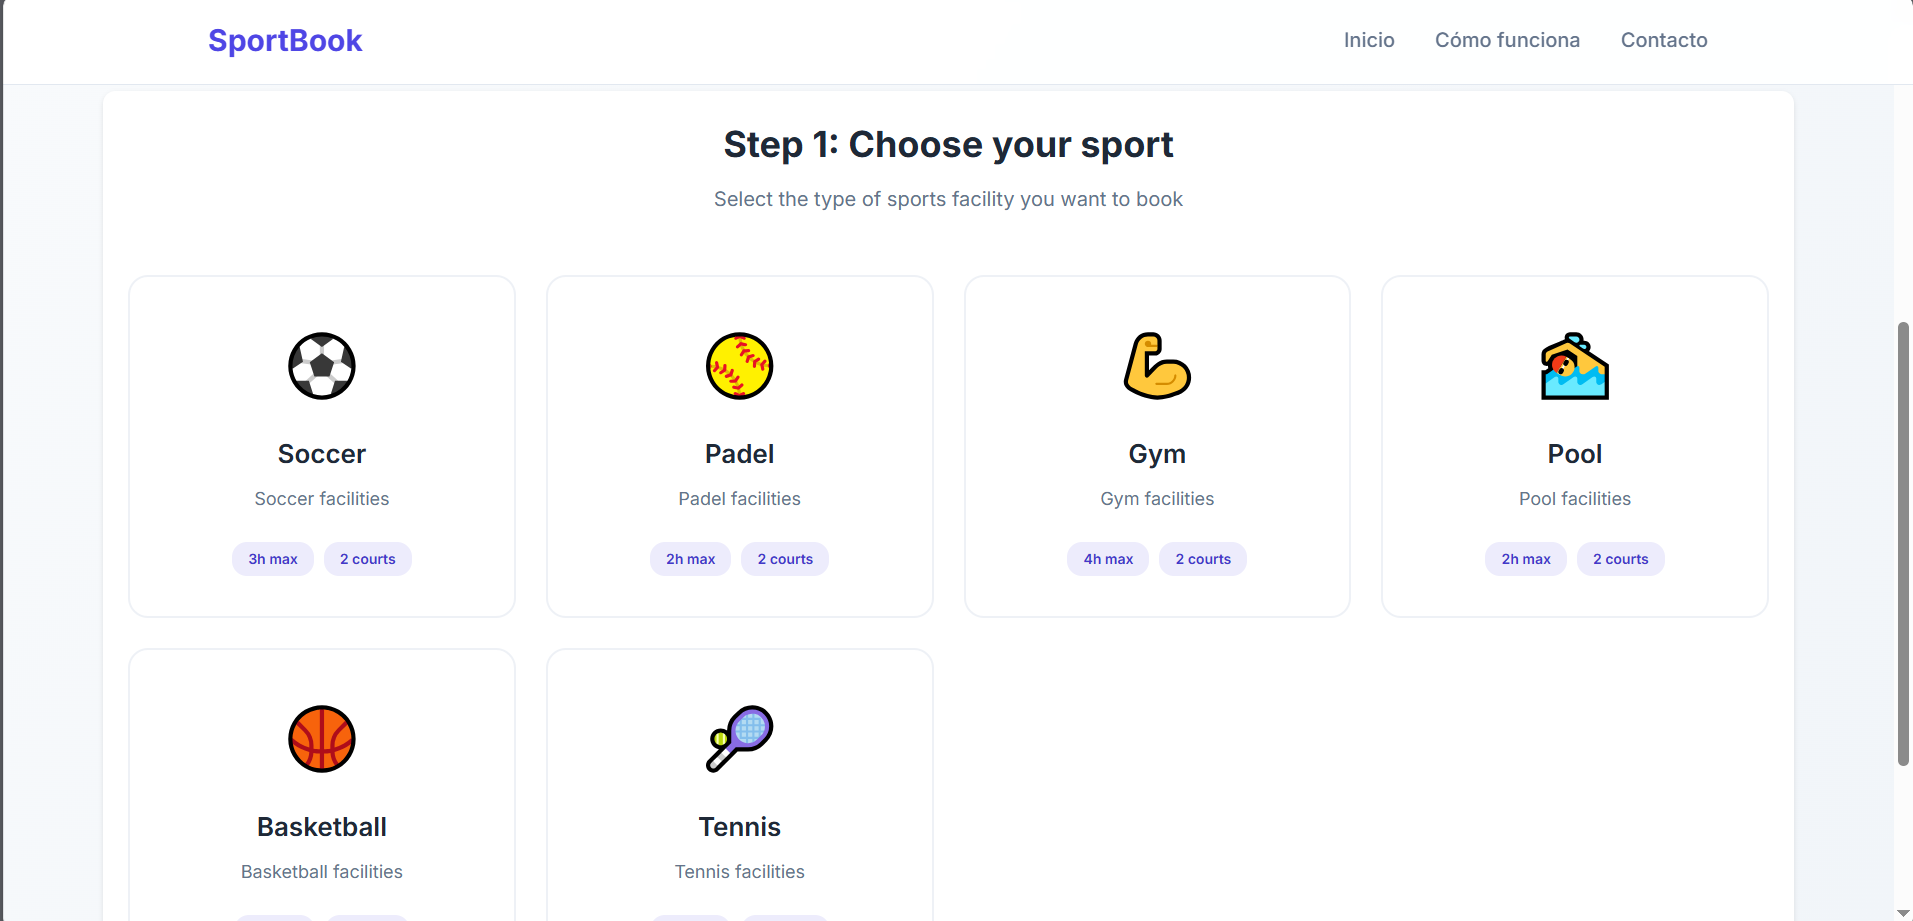 SportBook
Inicio Cómo funciona Contacto
Step 1: Choose your sport
Select the type of sports facility you want to book
Soccer
Soccer facilities
3h max 2 courts
Padel
Padel facilities
2h max 2 courts
Gym
Gym facilities
4h max 2 courts
Pool
Pool facilities
2h max 2 courts
Basketball
Basketball facilities
Tennis
Tennis facilities